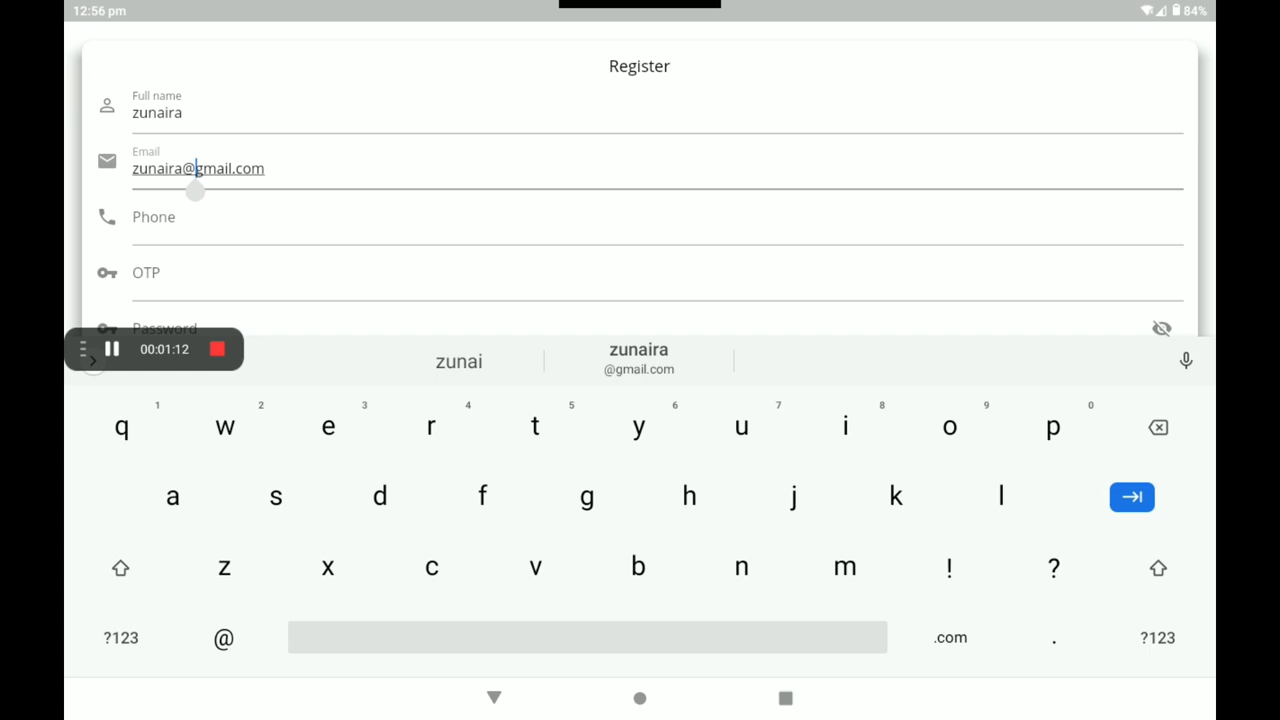 12:56 pm
84%
Register
Full name
zunaira
Email
zunaira@gmail.com
Phone
OTP
Password
00:01:12
zunai
zunaira
@gmail.com
1 2 3 4 5 6 7 8 9 0
q w e r t y u i o p
a s d f g h j k l
z x c v b n m ! ?
?123 @ .com . ?123